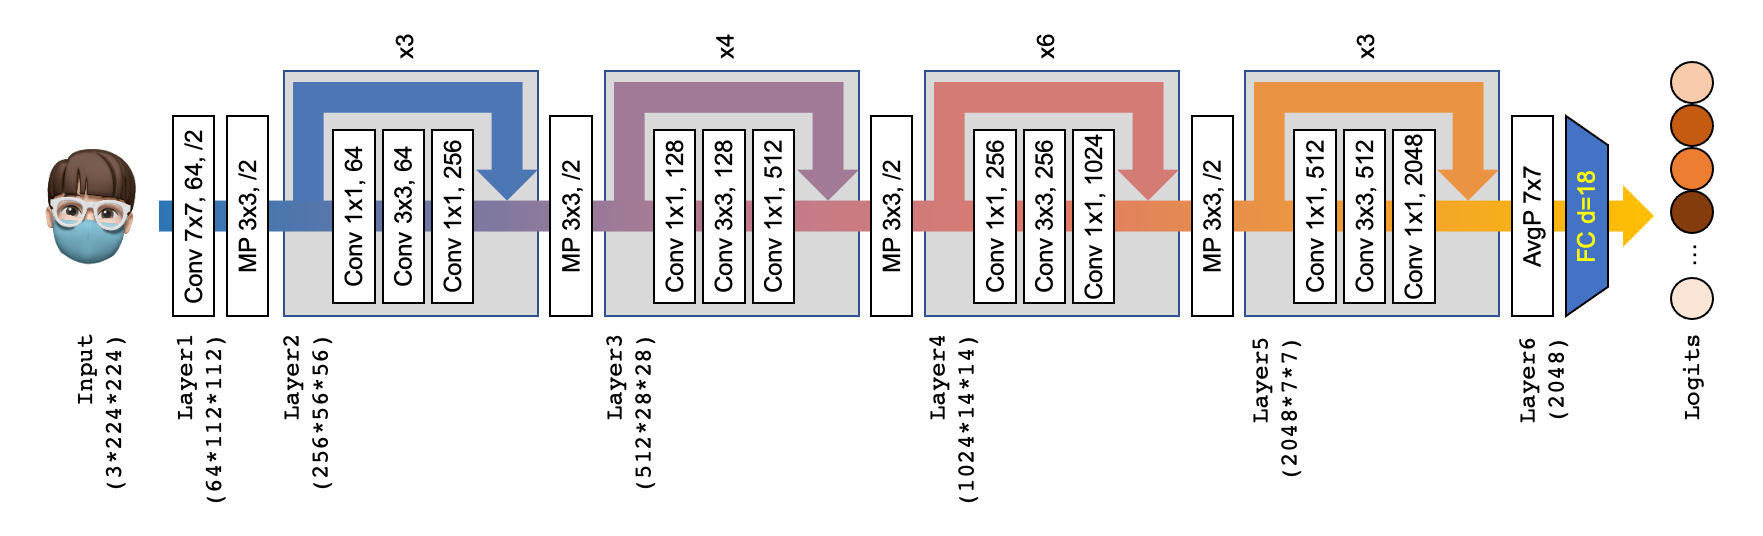 x3
x4
x6
x3
Conv 7x7, 64, /2
MP 3x3, /2
Conv 1x1, 64
Conv 3x3, 64
Conv 1x1, 256
MP 3x3, /2
Conv 1x1, 128
Conv 3x3, 128
Conv 1x1, 512
MP 3x3, /2
Conv 1x1, 256
Conv 3x3, 256
Conv 1x1, 1024
MP 3x3, /2
Conv 1x1, 512
Conv 3x3, 512
Conv 1x1, 2048
AvgP 7x7
FC d=18
...
Input
(3*224*224)
Layer1
(64*112*112)
Layer2
(256*56*56)
Layer3
(512*28*28)
Layer4
(1024*14*14)
Layer5
(2048*7*7)
Layer6
(2048)
Logits